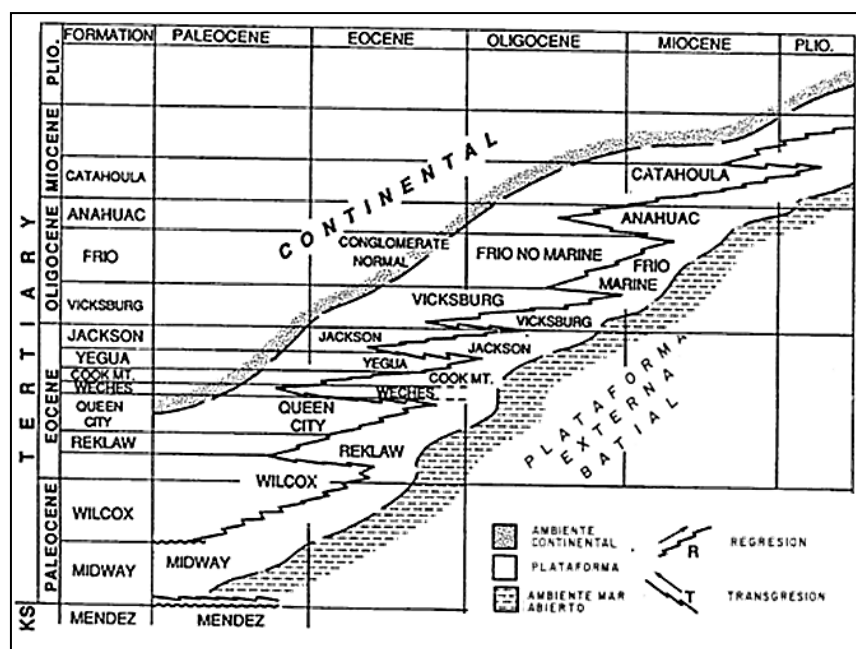 FORMATION
PALEOCENE
EOCENE
OLIGOCENE
MIOCENE
PLIO.
TERTIARY
PLIO.
MIOCENE
OLIGOCENE
EOCENE
PALEOCENE
KS
CATAHOULA
ANAHUAC
FRIO
VICKSBURG
JACKSON
YEGUA
COOK MT.
WECHES
QUEEN
CITY
REKLAW
WILCOX
MIDWAY
MENDEZ
CONTINENTAL
CATAHOULA
ANAHUAC
CONGLOMERATE
NORMAL
FRIO NO MARINE
FRIO
MARINE
VICKSBURG
VICKSBURG
JACKSON
JACKSON
YEGUA
COOK MT.
WECHES
QUEEN
CITY
REKLAW
WILCOX
MIDWAY
MENDEZ
PLATAFORMA
EXTERNA
BATIAL
AMBIENTE
CONTINENTAL
PLATAFORMA
AMBIENTE MAR
ABIERTO
R
REGRESION
T
TRANSGRESION